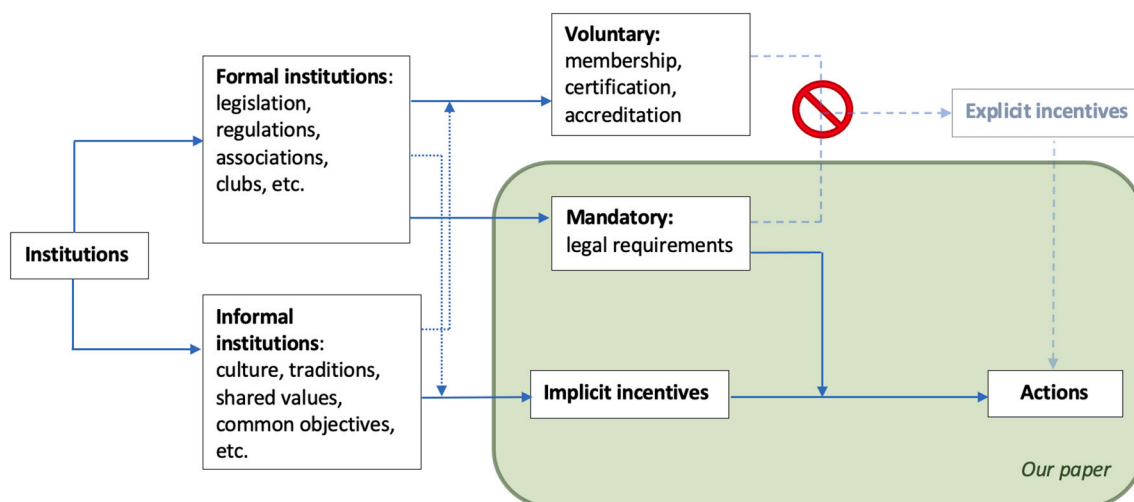 Institutions
Formal institutions:
legislation,
regulations,
associations,
clubs, etc.
Informal
institutions:
culture, traditions,
shared values,
common objectives,
etc.
Voluntary:
membership,
certification,
accreditation
Mandatory:
legal requirements
Implicit incentives
Explicit incentives
Actions
Our paper